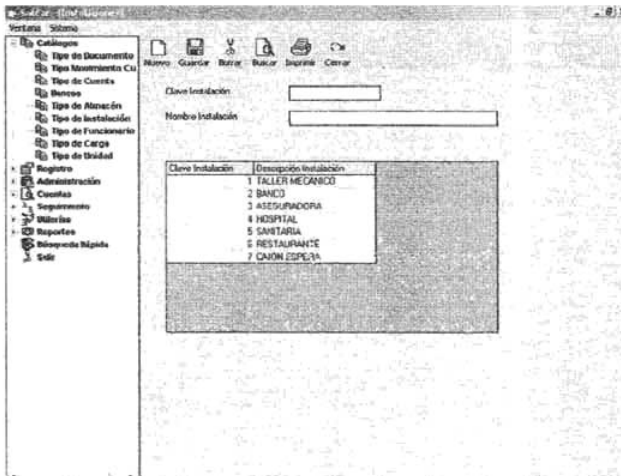 Ventana Sistema
Catálogos
Tipo de Documento
Tipo Movimiento Cu
Tipo de Cuenta
Bancos
Tipo de Almacén
Tipo de Instalación
Tipo de Funcionario
Tipo de Carga
Tipo de Unidad
Registro
Administración
Cuentas
Seguimiento
Utilerías
Reportes
Búsqueda Rápida
Salir
Nuevo Guardar Borrar Buscar Imprimir Cerrar
Clave Instalación
Nombre Instalación
Clave Instalación Descripción Instalación
1 TALLER MECANICO
2 BANCO
3 ASEGURADORA
4 HOSPITAL
5 SANITARIA
6 RESTAURANTE
7 CAJON ESPERA